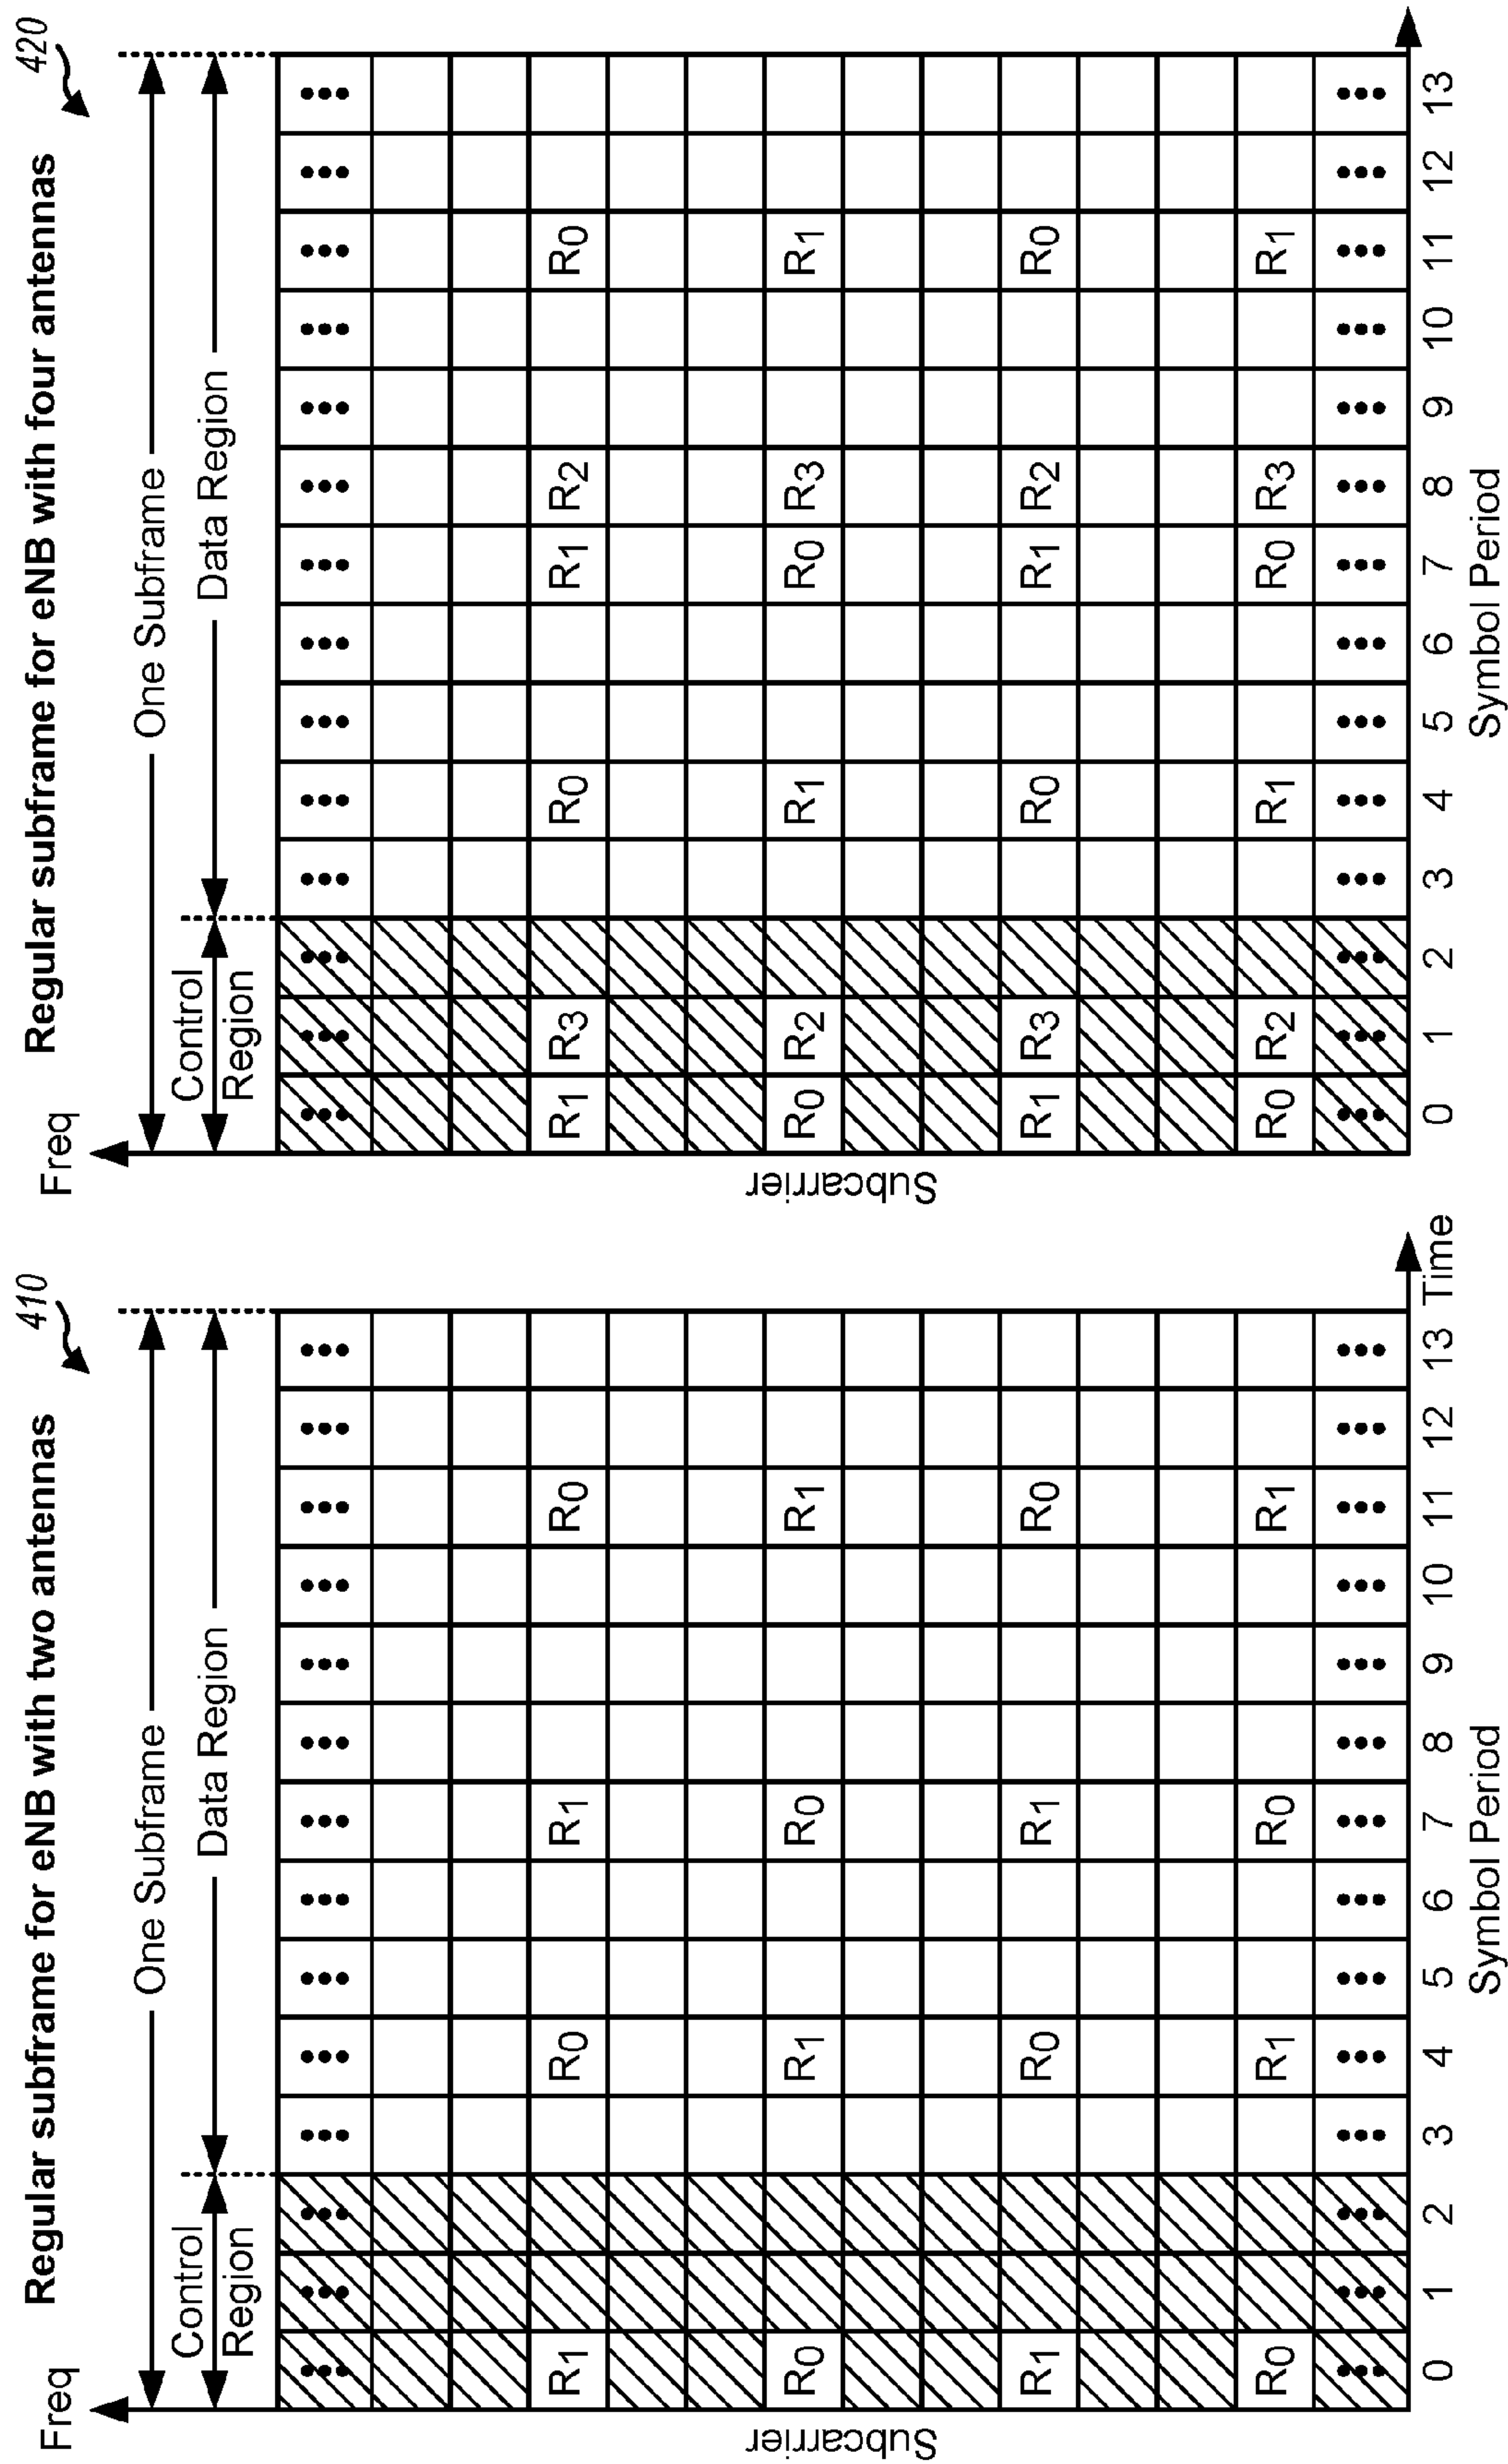 410
Regular subframe for eNB with two antennas
Freq
One Subframe
Control
Region
Data Region
Subcarrier
R1 R0 R1 R0
R0 R1 R0 R1
R1 R0 R1 R0
R0 R1 R0 R1
0 1 2 3 4 5 6 7 8 9 10 11 12 13 Time
Symbol Period
420
Regular subframe for eNB with four antennas
Freq
One Subframe
Control
Region
Data Region
Subcarrier
R1 R3 R0 R1 R2 R0
R0 R2 R1 R0 R3 R1
R1 R3 R0 R1 R2 R0
R0 R2 R1 R0 R3 R1
0 1 2 3 4 5 6 7 8 9 10 11 12 13
Symbol Period